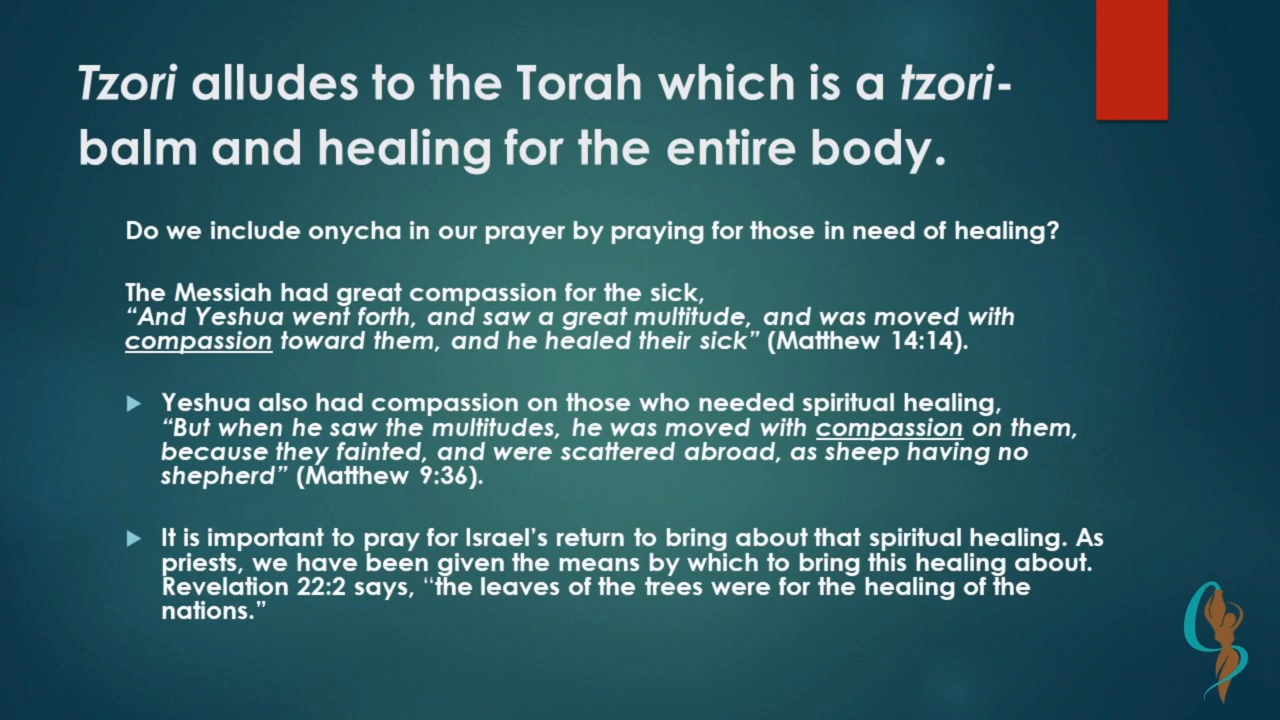 Tzori alludes to the Torah which is a tzori-
balm and healing for the entire body.
Do we include onycha in our prayer by praying for those in need of healing?
The Messiah had great compassion for the sick,
“And Yeshua went forth, and saw a great multitude, and was moved with
compassion toward them, and he healed their sick” (Matthew 14:14).
Yeshua also had compassion on those who needed spiritual healing,
“But when he saw the multitudes, he was moved with compassion on them,
because they fainted, and were scattered abroad, as sheep having no
shepherd” (Matthew 9:36).
It is important to pray for Israel’s return to bring about that spiritual healing. As
priests, we have been given the means by which to bring this healing about.
Revelation 22:2 says, “the leaves of the trees were for the healing of the
nations.”